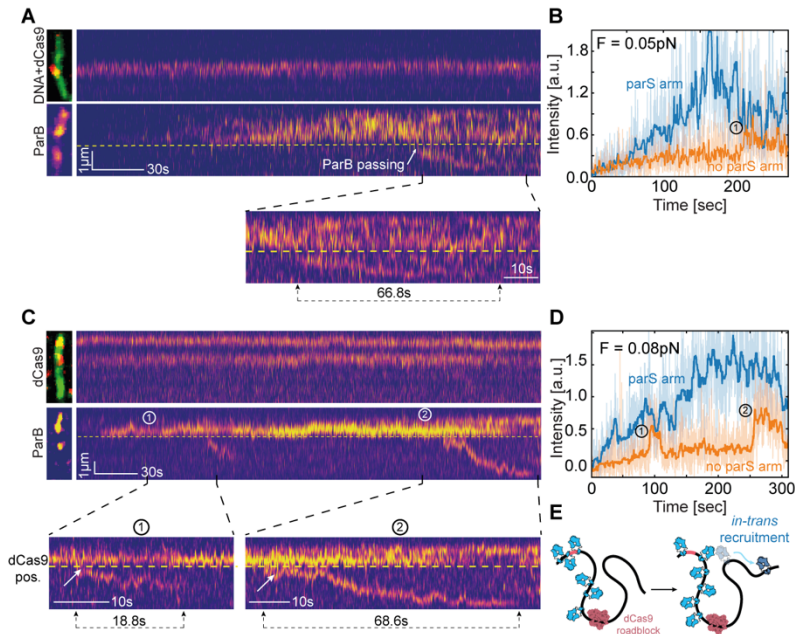 A
DNA+dCas9
ParB
1µm
30s
ParB passing
10s
66.8s
B
Intensity [a.u.]
F = 0.05pN
parS arm
1
no parS arm
1.8
1.2
0.6
0.0
0 100 200
Time [sec]
C
dCas9
ParB
1 2
1µm
30s
1 2
dCas9
pos.
10s 10s
18.8s 68.6s
D
Intensity [a.u.]
F = 0.08pN
parS arm
1 2
no parS arm
1.5
1.0
0.5
0.0
0 100 200 300
Time [sec]
E
in-trans
recruitment
dCas9
roadblock